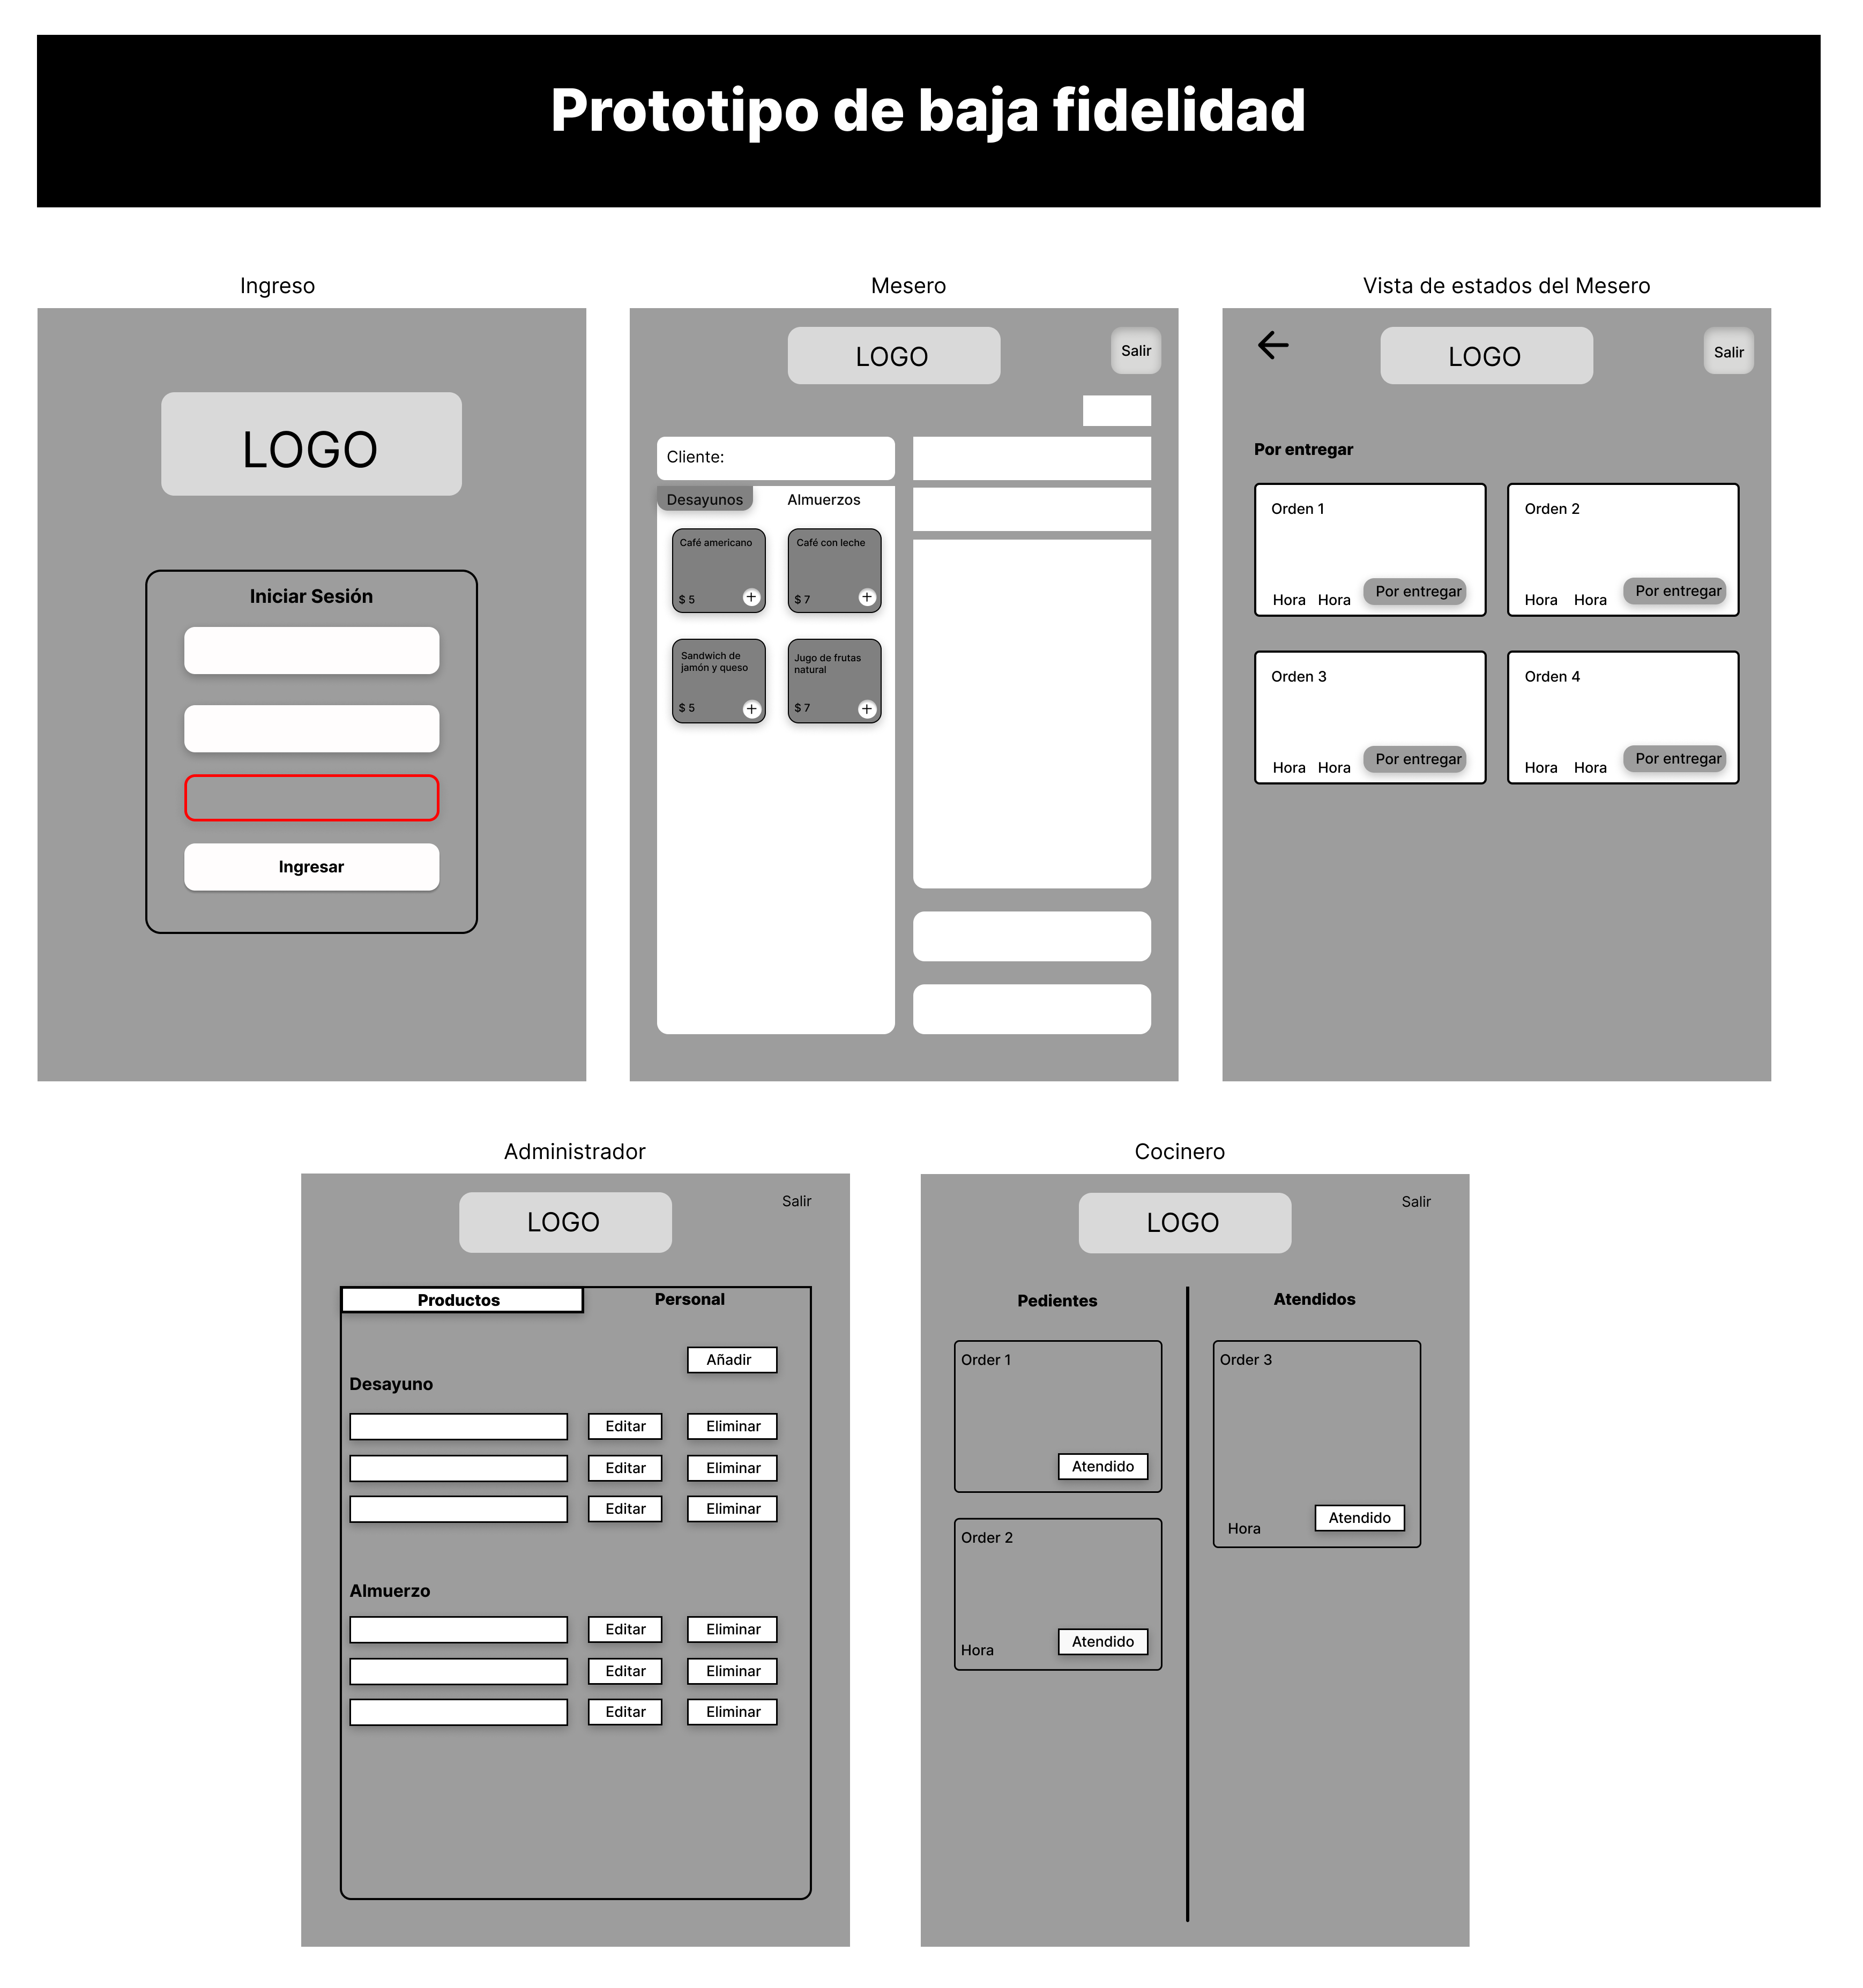 Prototipo de baja fidelidad
Ingreso
LOGO
Iniciar Sesión
Ingresar
Mesero
LOGO
Salir
Cliente:
Desayunos
Almuerzos
Café americano
$ 5
+
Café con leche
$ 7
+
Sandwich de
jamón y queso
$ 5
+
Jugo de frutas
natural
$ 7
+
Vista de estados del Mesero
LOGO
Salir
Por entregar
Orden 1
Hora Hora Por entregar
Orden 2
Hora Hora Por entregar
Orden 3
Hora Hora Por entregar
Orden 4
Hora Hora Por entregar
Administrador
LOGO
Salir
Productos
Personal
Añadir
Desayuno
Editar Eliminar
Editar Eliminar
Editar Eliminar
Almuerzo
Editar Eliminar
Editar Eliminar
Editar Eliminar
Cocinero
LOGO
Salir
Pedientes
Order 1
Atendido
Order 2
Hora
Atendido
Atendidos
Order 3
Hora
Atendido